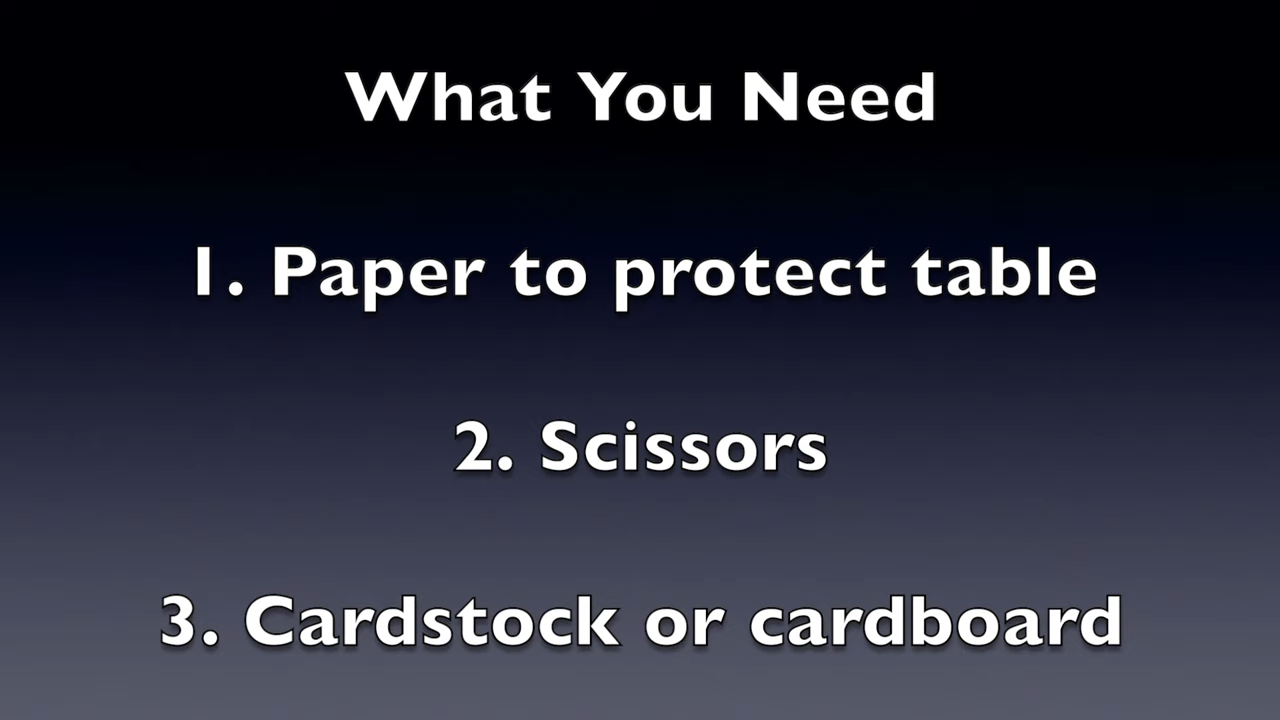 What You Need
1. Paper to protect table
2. Scissors
3. Cardstock or cardboard